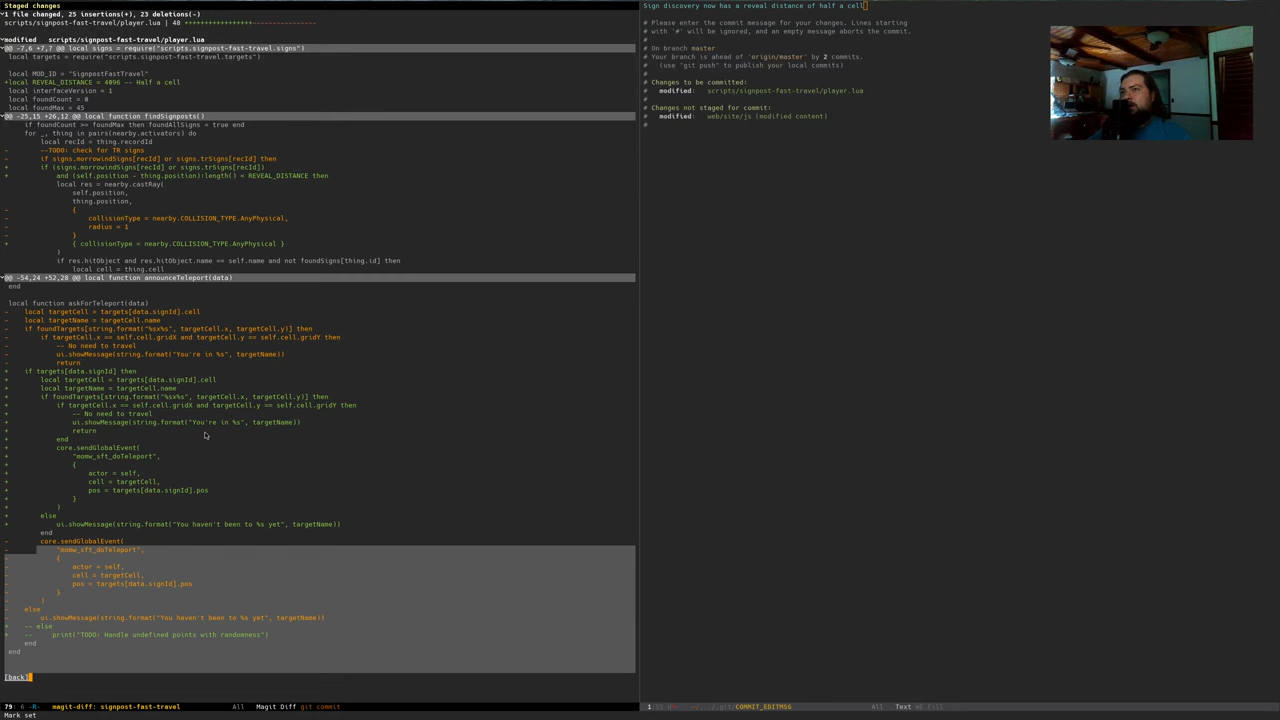 Staged changes
1 file changed, 25 insertions(+), 23 deletions(-)
scripts/signpost-fast-travel/player.lua | 48 ++++++++++++++++----------------
modified   scripts/signpost-fast-travel/player.lua
@@ -7,6 +7,7 @@ local signs = require("scripts.signpost-fast-travel.signs")
 local targets = require("scripts.signpost-fast-travel.targets")
 local MOD_ID = "SignpostFastTravel"
+local REVEAL_DISTANCE = 4096 -- Half a cell
 local interfaceVersion = 1
 local foundCount = 0
 local foundMax = 45
@@ -25,15 +26,12 @@ local function findSignposts()
     if foundCount >= foundMax then foundAllSigns = true end
     for _, thing in pairs(nearby.activators) do
         local recId = thing.recordId
-        --TODO: check for TR signs
-        if signs.morrowindSigns[recId] or signs.trSigns[recId] then
+        if (signs.morrowindSigns[recId] or signs.trSigns[recId])
+            and (self.position - thing.position):length() < REVEAL_DISTANCE then
             local res = nearby.castRay(
                 self.position,
                 thing.position,
-                {
-                    collisionType = nearby.COLLISION_TYPE.AnyPhysical,
-                    radius = 1
-                }
+                { collisionType = nearby.COLLISION_TYPE.AnyPhysical }
             )
             if res.hitObject and res.hitObject.name == self.name and not foundSigns[thing.id] then
                 local cell = thing.cell
@@ -54,24 +52,28 @@ local function announceTeleport(data)
 end
 local function askForTeleport(data)
-    local targetCell = targets[data.signId].cell
-    local targetName = targetCell.name
-    if foundTargets[string.format("%sx%s", targetCell.x, targetCell.y)] then
-        if targetCell.x == self.cell.gridX and targetCell.y == self.cell.gridY then
-            -- No need to travel
-            ui.showMessage(string.format("You're in %s", targetName))
-            return
+    if targets[data.signId] then
+        local targetCell = targets[data.signId].cell
+        local targetName = targetCell.name
+        if foundTargets[string.format("%sx%s", targetCell.x, targetCell.y)] then
+            if targetCell.x == self.cell.gridX and targetCell.y == self.cell.gridY then
+                -- No need to travel
+                ui.showMessage(string.format("You're in %s", targetName))
+                return
+            end
+            core.sendGlobalEvent(
+                "momw_sft_doTeleport",
+                {
+                    actor = self,
+                    cell = targetCell,
+                    pos = targets[data.signId].pos
+                }
+            )
+        else
+            ui.showMessage(string.format("You haven't been to %s yet", targetName))
         end
-        core.sendGlobalEvent(
-            "momw_sft_doTeleport",
-            {
-                actor = self,
-                cell = targetCell,
-                pos = targets[data.signId].pos
-            }
-        )
-    else
-        ui.showMessage(string.format("You haven't been to %s yet", targetName))
+    -- else
+    --     print("TODO: Handle undefined points with randomness")
     end
 end
[back]
79: 6 -R-   magit-diff: signpost-fast-travel   All   Magit Diff git commit
Mark set
Sign discovery now has a reveal distance of half a cell
# Please enter the commit message for your changes. Lines starting
# with '#' will be ignored, and an empty message aborts the commit.
#
# On branch master
# Your branch is ahead of 'origin/master' by 2 commits.
#   (use "git push" to publish your local commits)
#
# Changes to be committed:
#   modified:   scripts/signpost-fast-travel/player.lua
#
# Changes not staged for commit:
#   modified:   web/site/js (modified content)
#
COMMIT_EDITMSG   All   Text   Fill